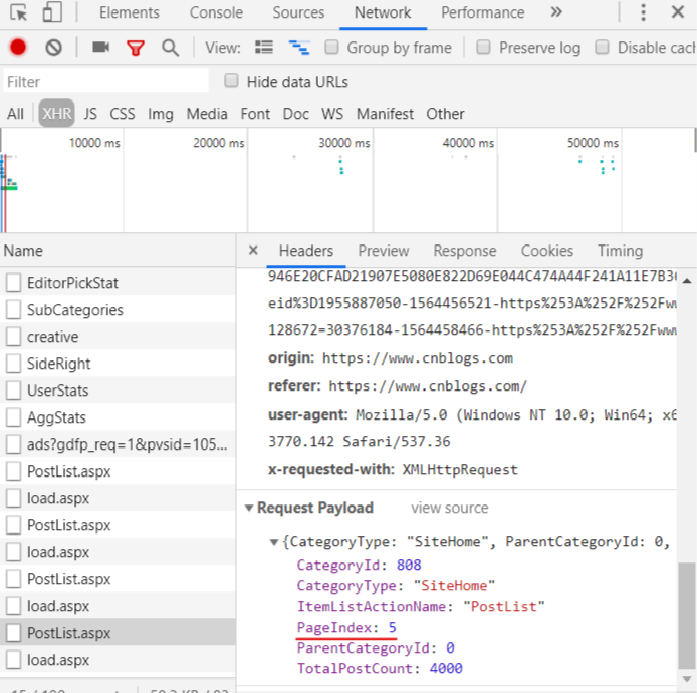 Elements Console Sources Network Performance »
View: Group by frame Preserve log Disable cach
Filter Hide data URLs
All XHR JS CSS Img Media Font Doc WS Manifest Other
10000 ms 20000 ms 30000 ms 40000 ms 50000 ms
Name
EditorPickStat
SubCategories
creative
SideRight
UserStats
AggStats
ads?gdfp_req=1&pvsid=105...
PostList.aspx
load.aspx
PostList.aspx
load.aspx
PostList.aspx
load.aspx
PostList.aspx
load.aspx
× Headers Preview Response Cookies Timing
946E20CFAD21907E5080E822D69E044C474A44F241A11E7B30
eid%3D1955887050-1564456521-https%253A%252F%252Fww
128672=30376184-1564458466-https%253A%252F%252Fwww
origin: https://www.cnblogs.com
referer: https://www.cnblogs.com/
user-agent: Mozilla/5.0 (Windows NT 10.0; Win64; x6
3770.142 Safari/537.36
x-requested-with: XMLHttpRequest
Request Payload view source
{CategoryType: "SiteHome", ParentCategoryId: 0,
CategoryId: 808
CategoryType: "SiteHome"
ItemListActionName: "PostList"
PageIndex: 5
ParentCategoryId: 0
TotalPostCount: 4000